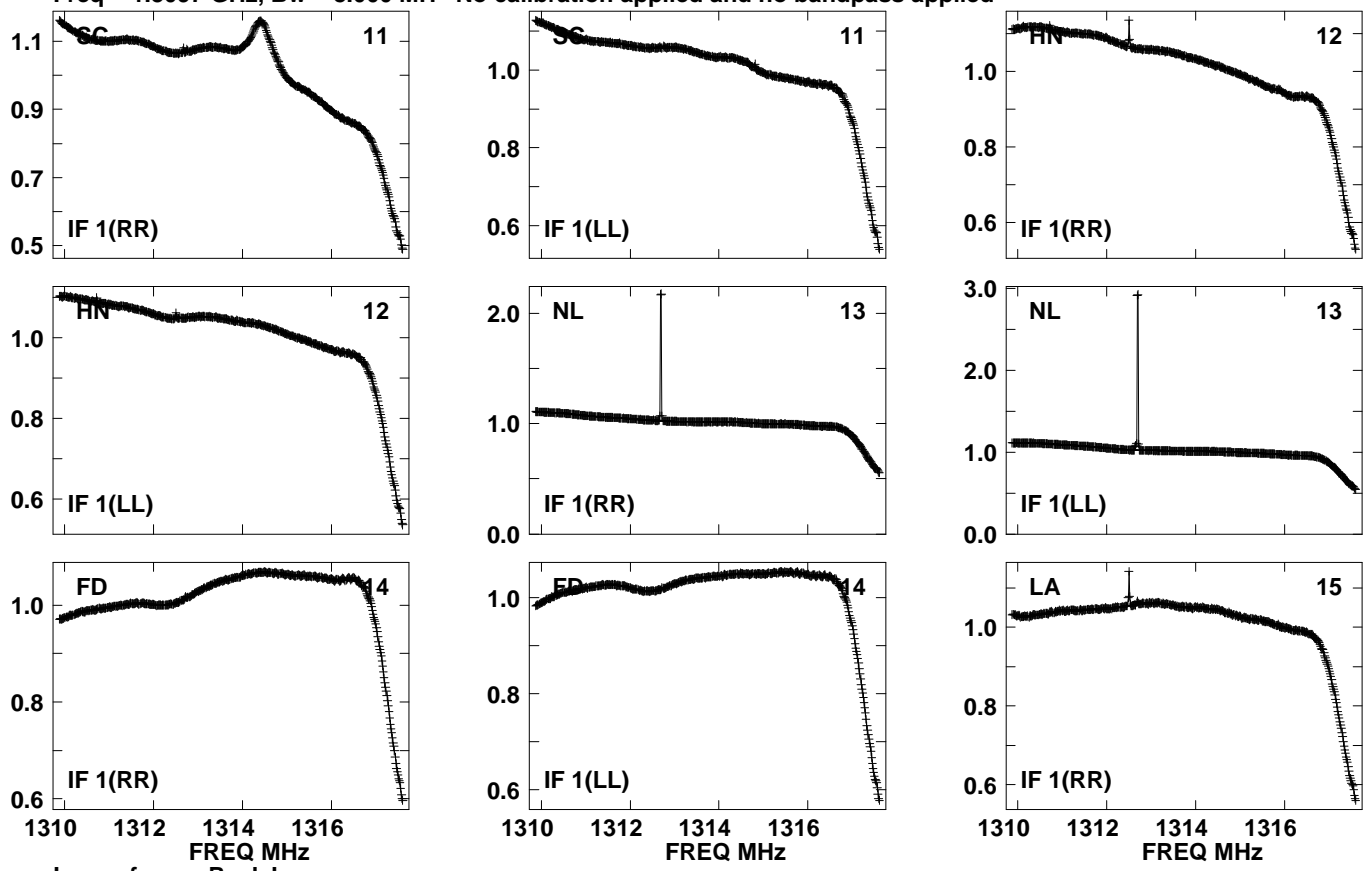 No calibration applied and no bandpass applied
SC 11
1.1
0.9
0.7
0.5
IF 1(RR)
SC 11
1.0
0.8
0.6
IF 1(LL)
HN 12
1.0
0.8
0.6
IF 1(RR)
HN 12
1.0
0.8
0.6
IF 1(LL)
NL 13
2.0
1.0
0.0
IF 1(RR)
NL 13
3.0
2.0
1.0
0.0
IF 1(LL)
FD 14
1.0
0.8
0.6
IF 1(RR)
1310 1312 1314 1316
FREQ MHz
FD 14
1.0
0.8
0.6
IF 1(LL)
1310 1312 1314 1316
FREQ MHz
LA 15
1.0
0.8
0.6
IF 1(RR)
1310 1312 1314 1316
FREQ MHz